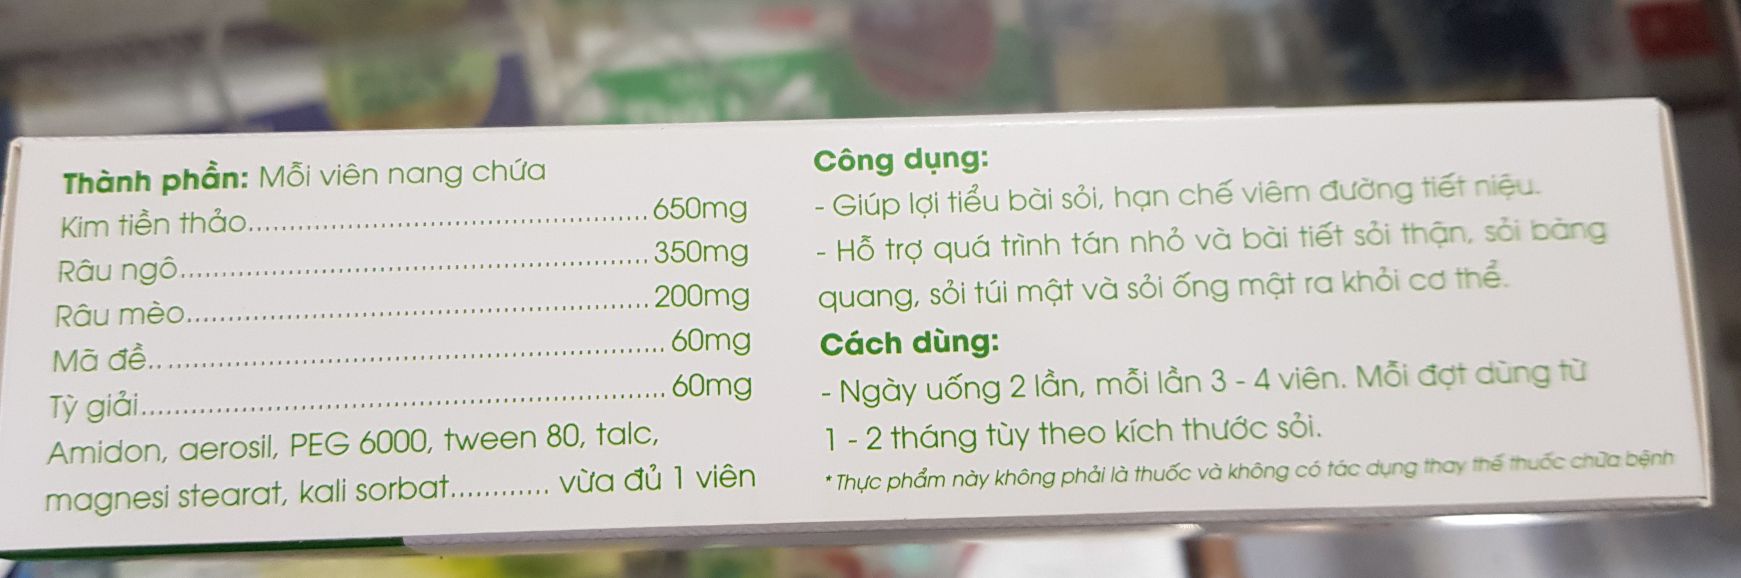 Thành phần: Mỗi viên nang chứa
Kim tiền thảo........................................650mg
Râu ngô........................................350mg
Râu mèo........................................200mg
Mã đề........................................60mg
Tỳ giải........................................60mg
Amidon, aerosil, PEG 6000, tween 80, talc,
magnesi stearat, kali sorbat............ vừa đủ 1 viên
Công dụng:
- Giúp lợi tiểu bài sỏi, hạn chế viêm đường tiết niệu.
- Hỗ trợ quá trình tán nhỏ và bài tiết sỏi thận, sỏi bàng
quang, sỏi túi mật và sỏi ống mật ra khỏi cơ thể.
Cách dùng:
- Ngày uống 2 lần, mỗi lần 3 - 4 viên. Mỗi đợt dùng từ
1 - 2 tháng tùy theo kích thước sỏi.
* Thực phẩm này không phải là thuốc và không có tác dụng thay thế thuốc chữa bệnh